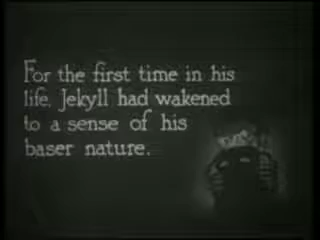 For the first time in his
life, Jekyll had wakened
to a sense of his
baser nature.